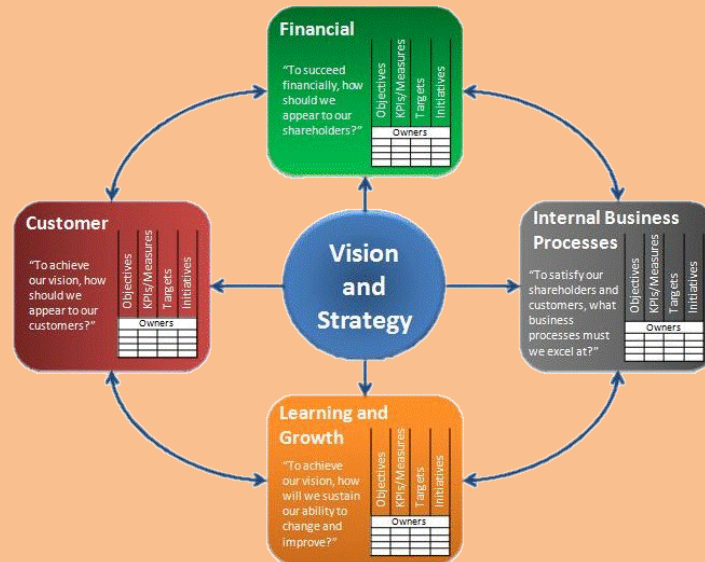 Financial
“To succeed
financially, how
should we
appear to our
shareholders?”
Objectives
KPIs/Measures
Targets
Initiatives
Owners
Customer
“To achieve
our vision, how
should we
appear to our
customers?”
Objectives
KPIs/Measures
Targets
Initiatives
Owners
Vision
and
Strategy
Internal Business
Processes
“To satisfy our
shareholders and
customers, what
business
processes must
we excel at?”
Objectives
KPIs/Measures
Targets
Initiatives
Owners
Learning and
Growth
“To achieve
our vision, how
will we sustain
our ability to
change and
improve?”
Objectives
KPIs/Measures
Targets
Initiatives
Owners